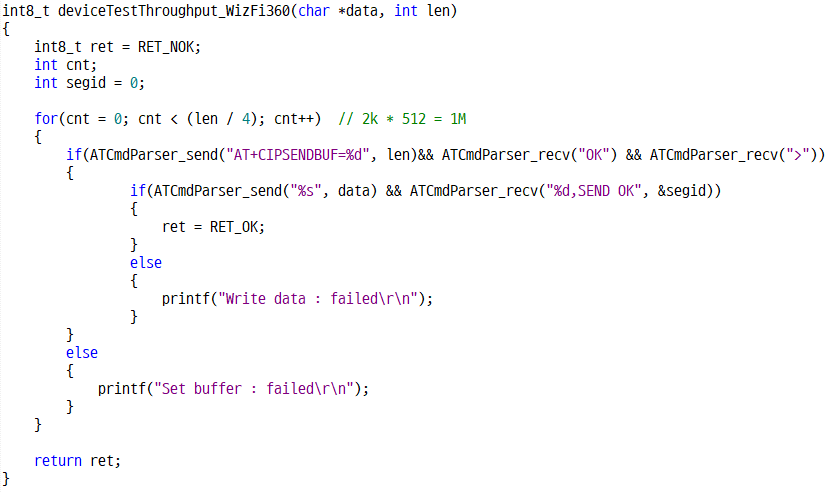 int8_t deviceTestThroughput_WizFi360(char *data, int len)
{
    int8_t ret = RET_NOK;
    int cnt;
    int segid = 0;

    for(cnt = 0; cnt < (len / 4); cnt++)  // 2k * 512 = 1M
    {
        if(ATCmdParser_send("AT+CIPSENDBUF=%d", len)&& ATCmdParser_recv("OK") && ATCmdParser_recv(">"))
        {
                if(ATCmdParser_send("%s", data) && ATCmdParser_recv("%d,SEND OK", &segid))
                {
                    ret = RET_OK;
                }
                else
                {
                    printf("Write data : failed\r\n");
                }
        }
        else
        {
            printf("Set buffer : failed\r\n");
        }
    }

    return ret;
}